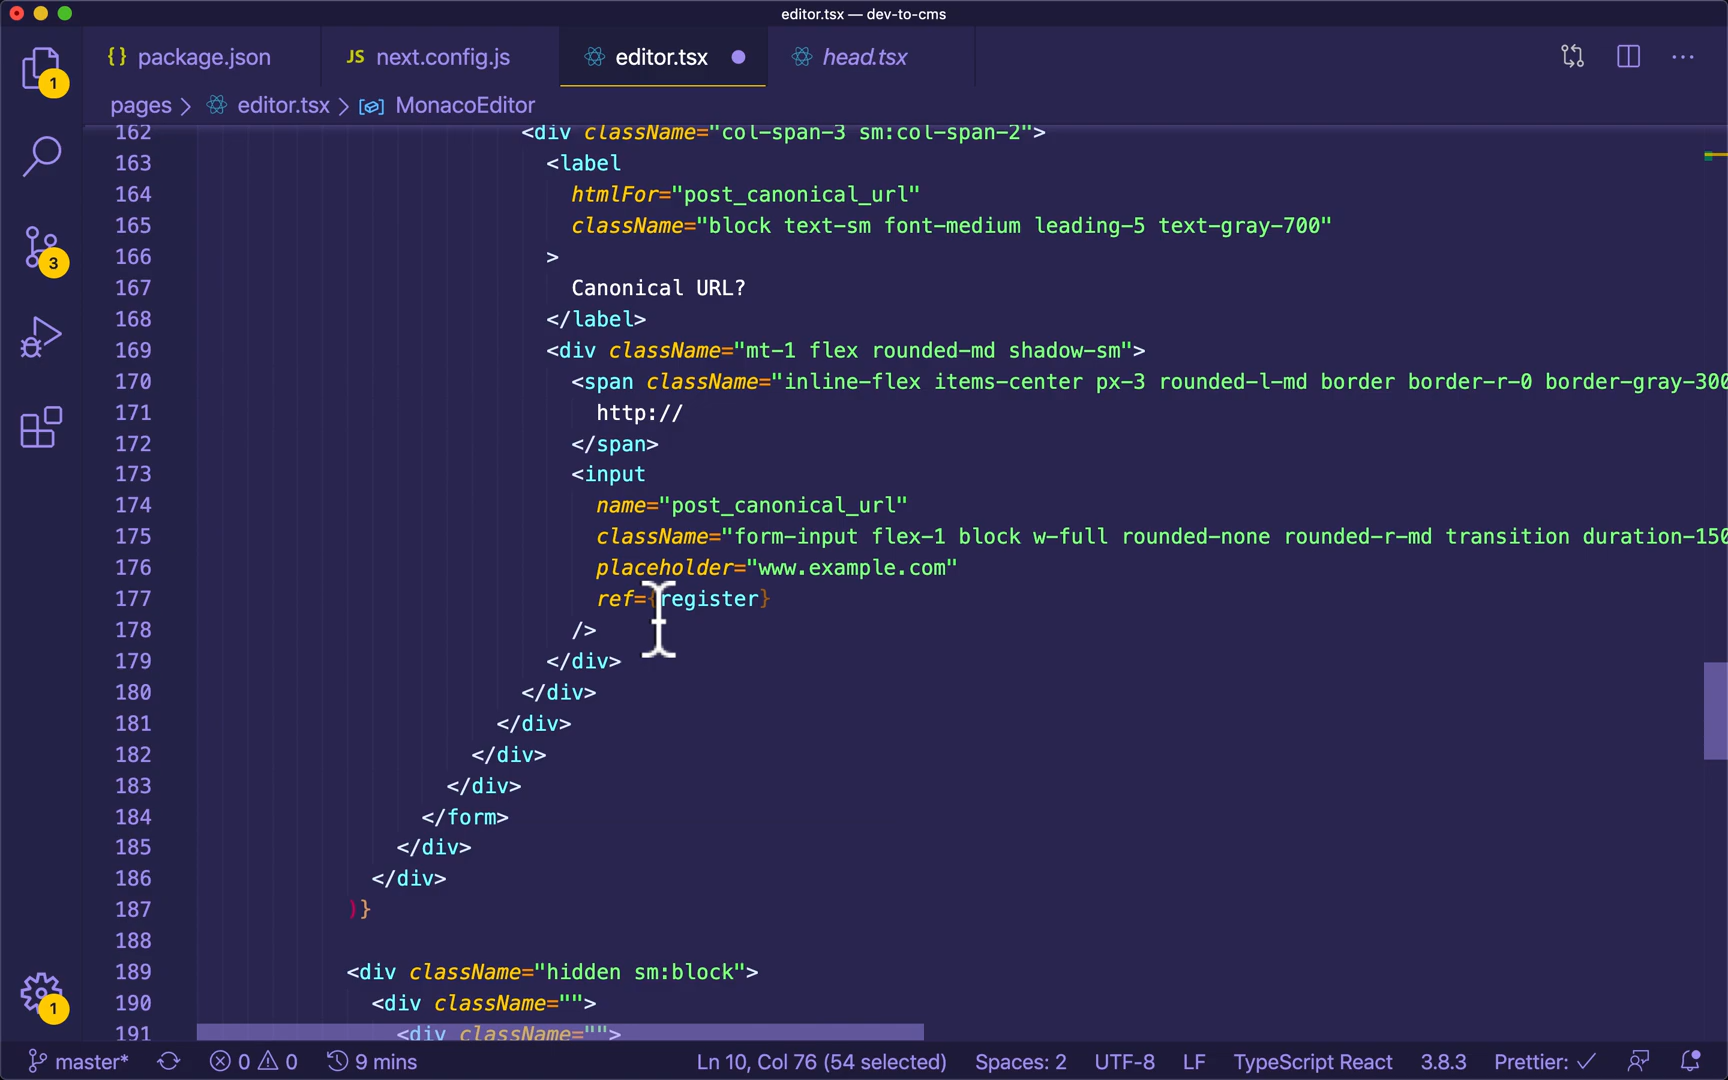 editor.tsx — dev-to-cms
{} package.json JS next.config.js editor.tsx head.tsx
1
pages > editor.tsx > MonacoEditor
162 <div className="col-span-3 sm:col-span-2">
163 <label
164 htmlFor="post_canonical_url"
165 className="block text-sm font-medium leading-5 text-gray-700"
166 >
167 Canonical URL?
168 </label>
169 <div className="mt-1 flex rounded-md shadow-sm">
170 <span className="inline-flex items-center px-3 rounded-l-md border border-r-0 border-gray-300
171 http://
172 </span>
173 <input
174 name="post_canonical_url"
175 className="form-input flex-1 block w-full rounded-none rounded-r-md transition duration-150
176 placeholder="www.example.com"
177 ref={register}
178 />
179 </div>
180 </div>
181 </div>
182 </div>
183 </div>
184 </form>
185 </div>
186 </div>
187 )}
188
189 <div className="hidden sm:block">
190 <div className="">
191 <div className="">
3
1
master* 0 0 9 mins Ln 10, Col 76 (54 selected) Spaces: 2 UTF-8 LF TypeScript React 3.8.3 Prettier: ✓